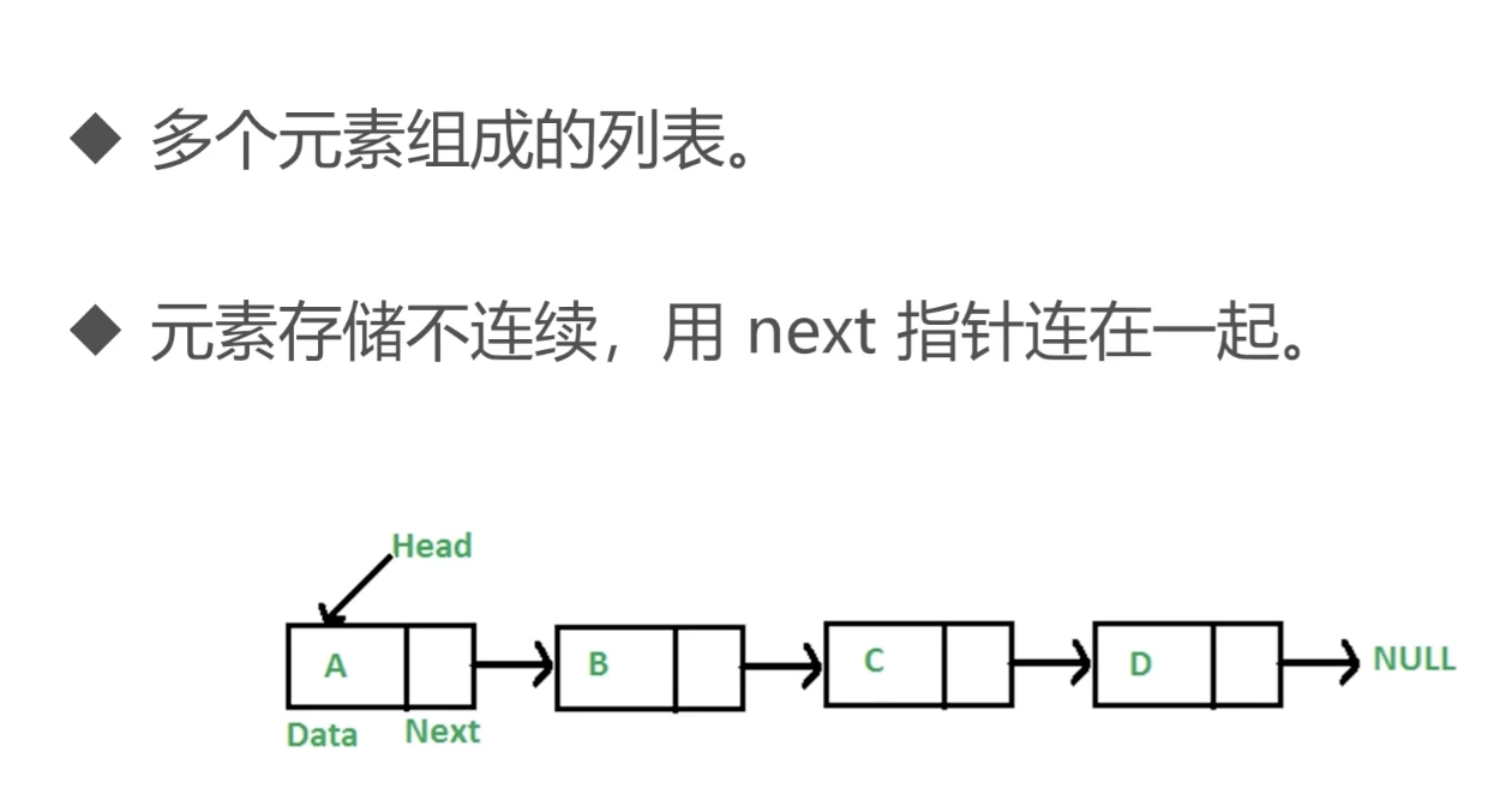 ◆ 多个元素组成的列表。
◆ 元素存储不连续，用 next 指针连在一起。
Head
A
B
C
D
NULL
Data
Next